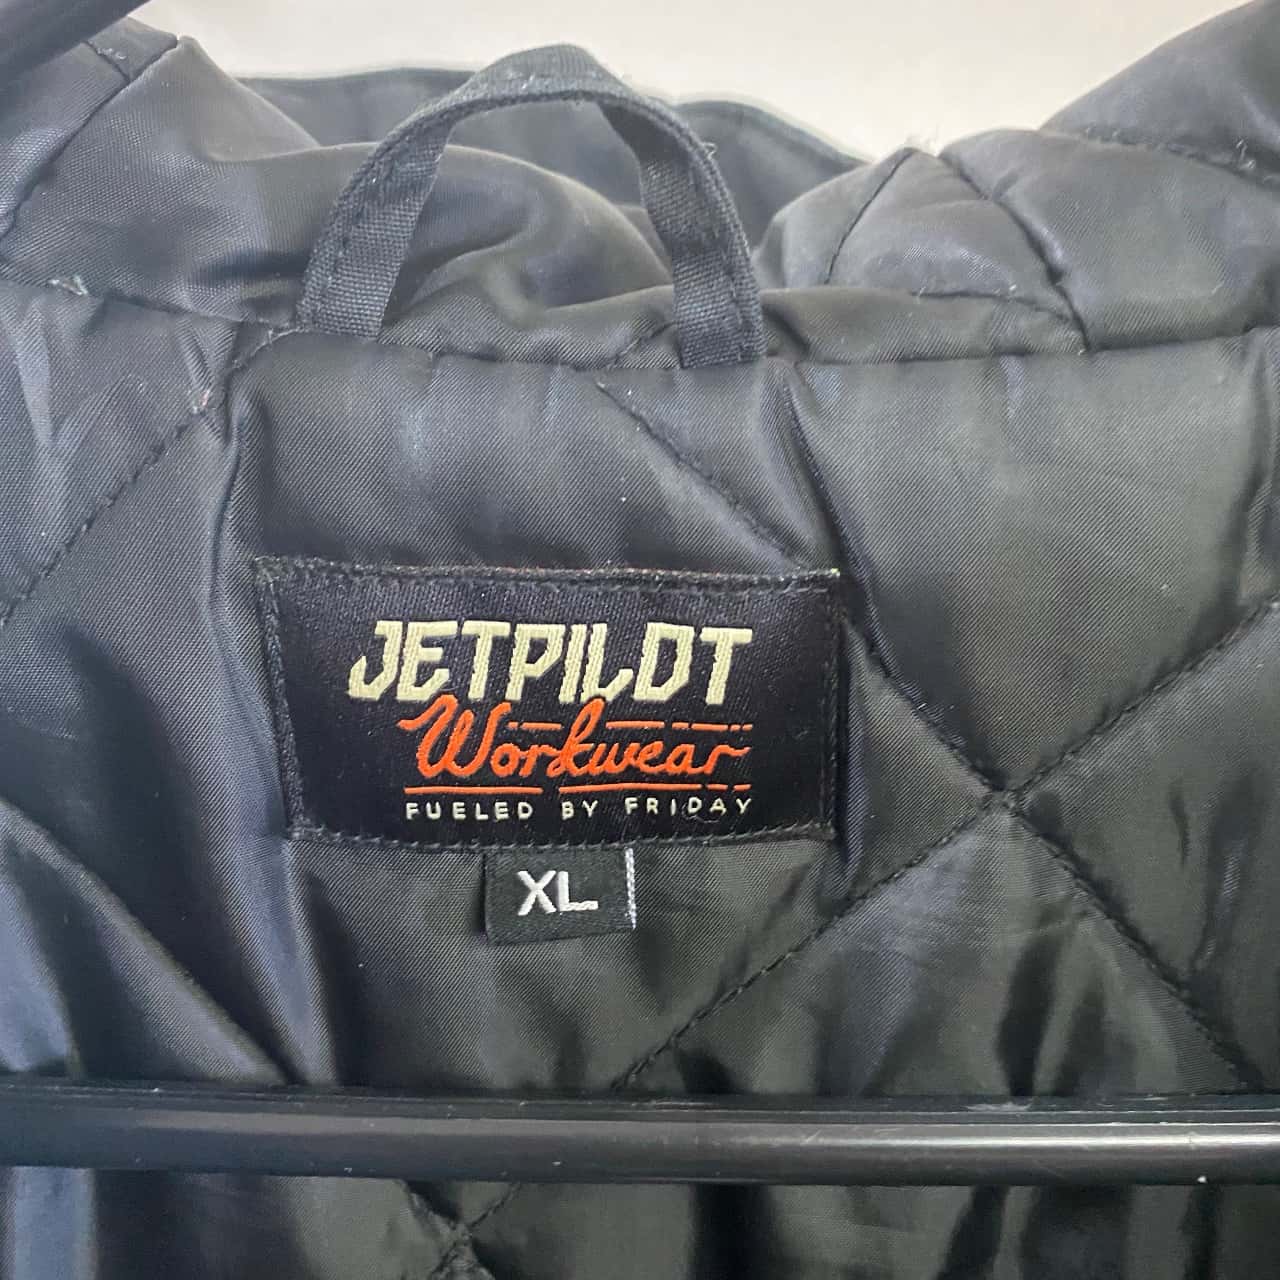 JETPILOT
Workwear
FUELED BY FRIDAY
XL